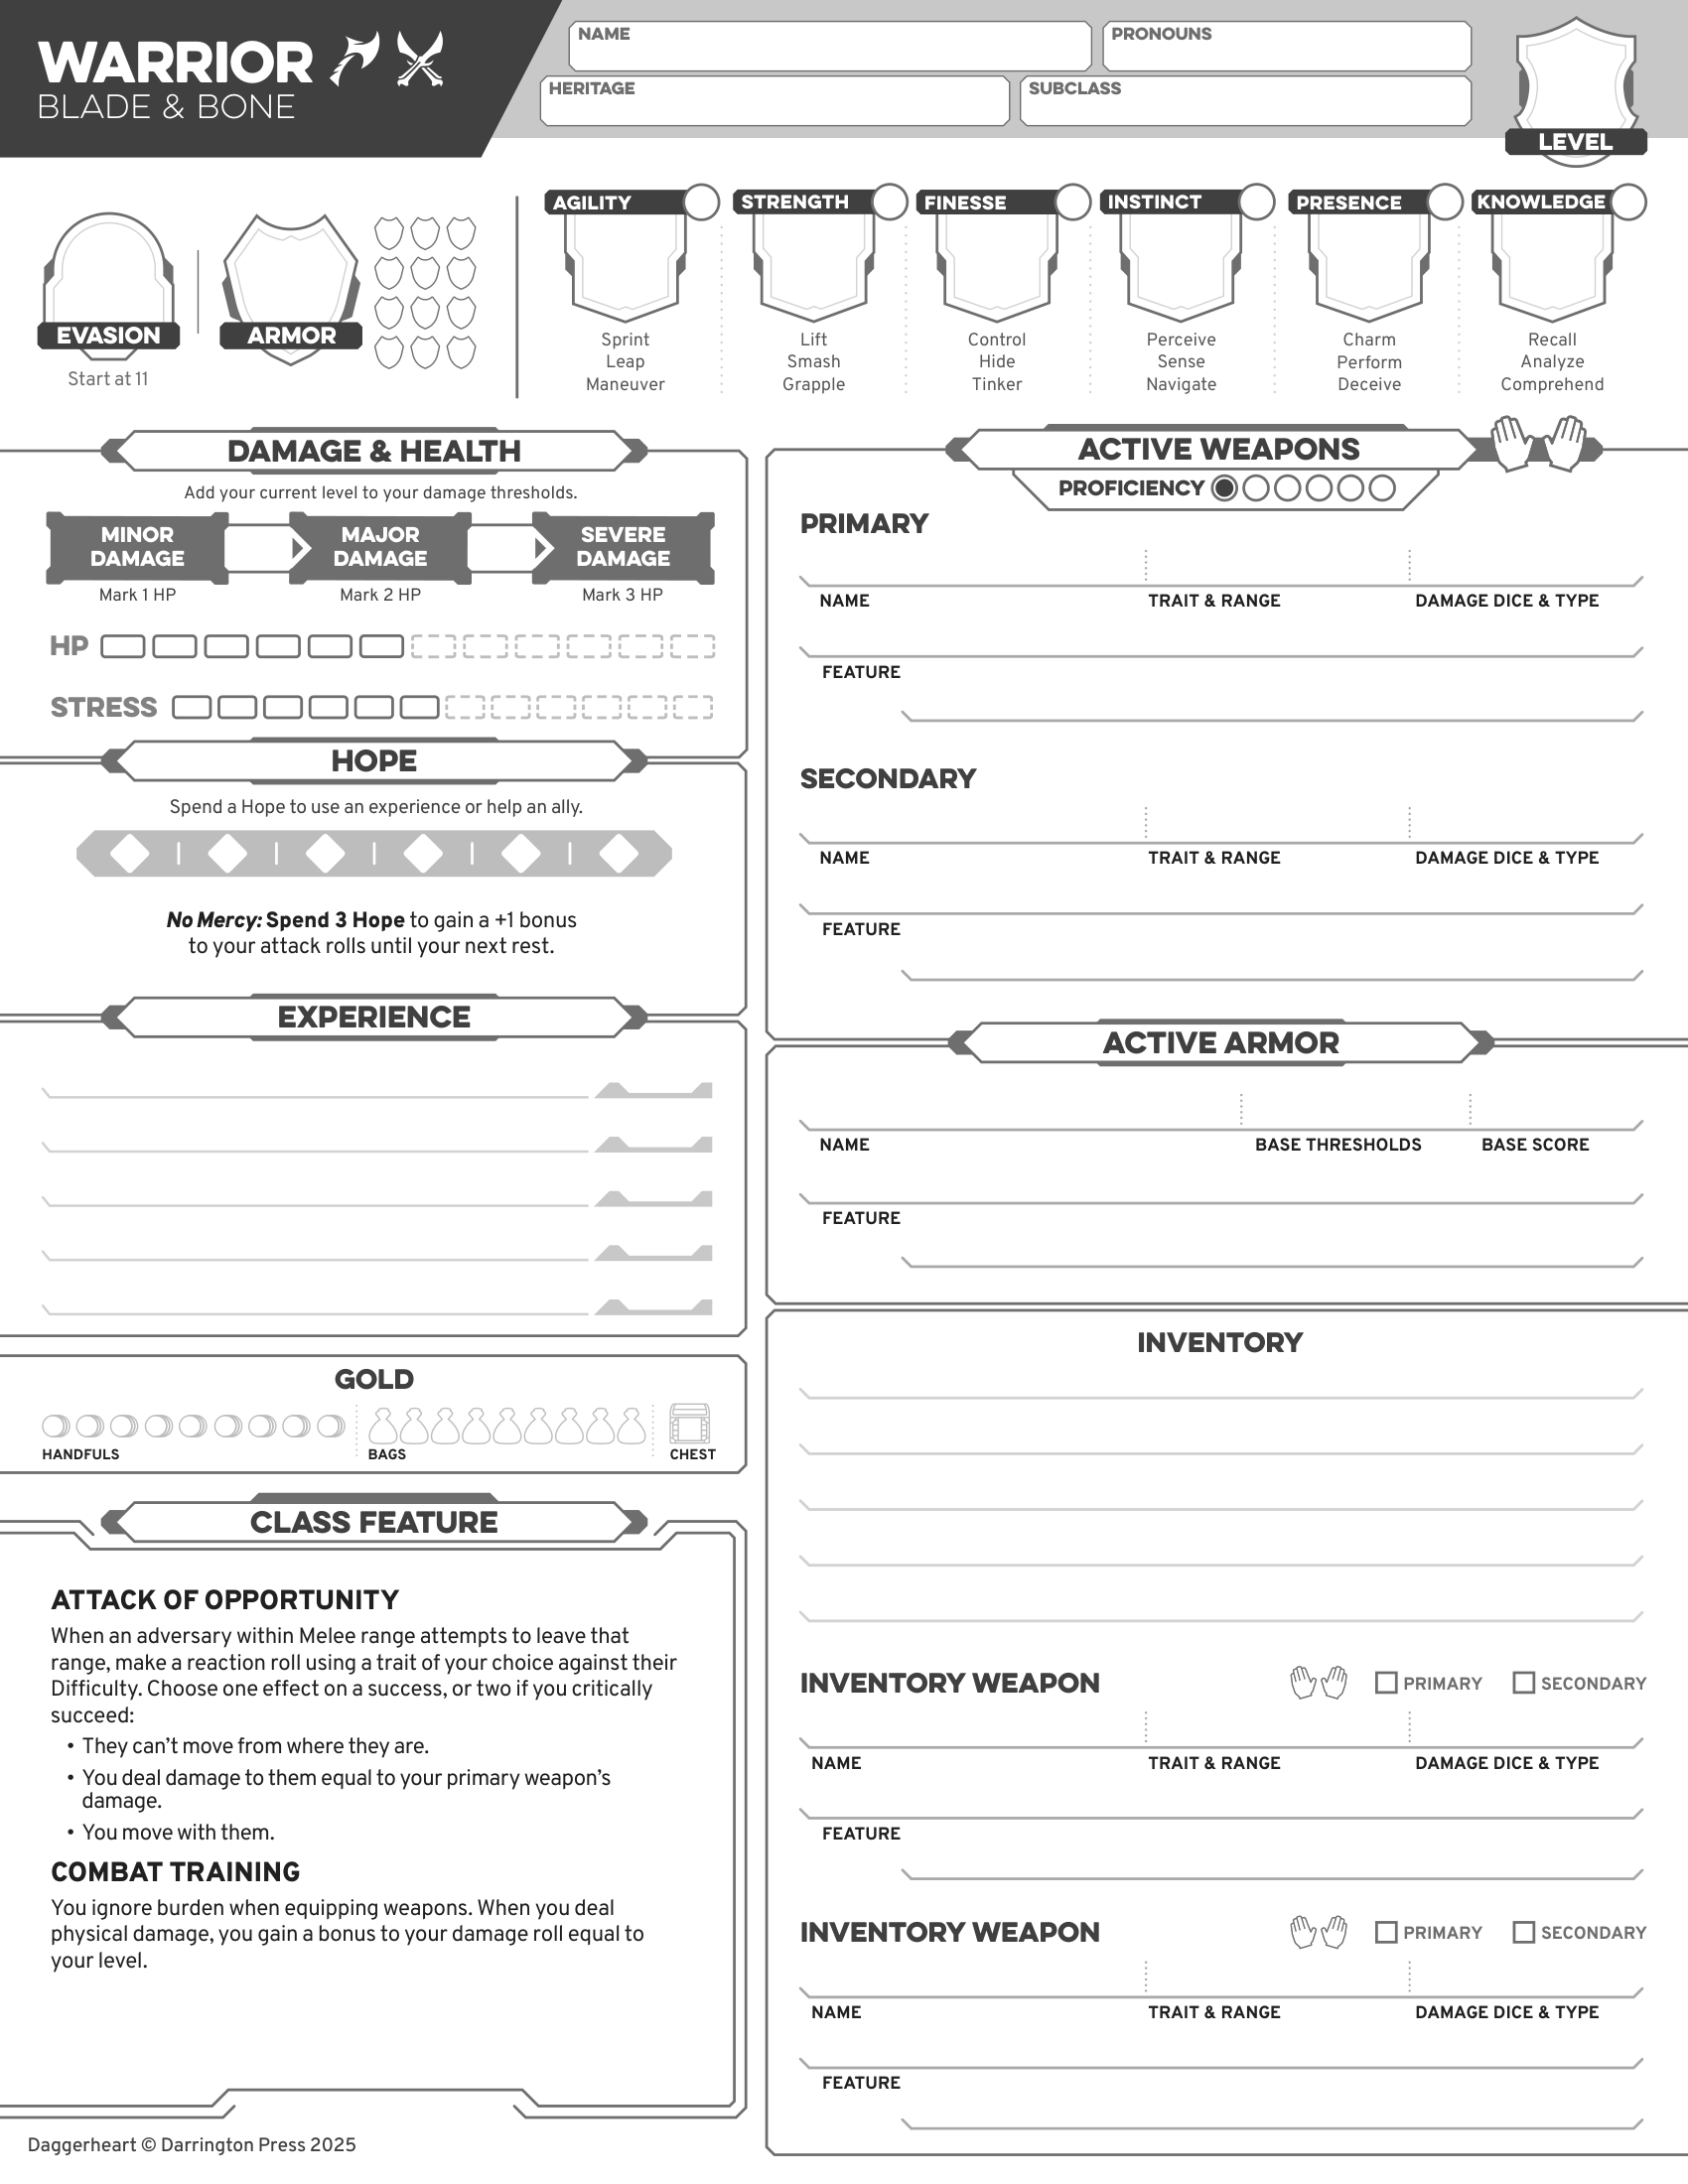 WARRIOR
BLADE & BONE
NAME
PRONOUNS
HERITAGE
SUBCLASS
LEVEL
EVASION
Start at 11
ARMOR
AGILITY
Sprint
Leap
Maneuver
STRENGTH
Lift
Smash
Grapple
FINESSE
Control
Hide
Tinker
INSTINCT
Perceive
Sense
Navigate
PRESENCE
Charm
Perform
Deceive
KNOWLEDGE
Recall
Analyze
Comprehend
DAMAGE & HEALTH
Add your current level to your damage thresholds.
MINOR
DAMAGE
Mark 1 HP
MAJOR
DAMAGE
Mark 2 HP
SEVERE
DAMAGE
Mark 3 HP
HP
STRESS
HOPE
Spend a Hope to use an experience or help an ally.
No Mercy: Spend 3 Hope to gain a +1 bonus
to your attack rolls until your next rest.
EXPERIENCE
GOLD
HANDFULS
BAGS
CHEST
CLASS FEATURE
ATTACK OF OPPORTUNITY
When an adversary within Melee range attempts to leave that
range, make a reaction roll using a trait of your choice against their
Difficulty. Choose one effect on a success, or two if you critically
succeed:
• They can’t move from where they are.
• You deal damage to them equal to your primary weapon’s
damage.
• You move with them.
COMBAT TRAINING
You ignore burden when equipping weapons. When you deal
physical damage, you gain a bonus to your damage roll equal to
your level.
Daggerheart © Darrington Press 2025
ACTIVE WEAPONS
PROFICIENCY
PRIMARY
NAME
TRAIT & RANGE
DAMAGE DICE & TYPE
FEATURE
SECONDARY
NAME
TRAIT & RANGE
DAMAGE DICE & TYPE
FEATURE
ACTIVE ARMOR
NAME
BASE THRESHOLDS
BASE SCORE
FEATURE
INVENTORY
INVENTORY WEAPON
PRIMARY
SECONDARY
NAME
TRAIT & RANGE
DAMAGE DICE & TYPE
FEATURE
INVENTORY WEAPON
PRIMARY
SECONDARY
NAME
TRAIT & RANGE
DAMAGE DICE & TYPE
FEATURE